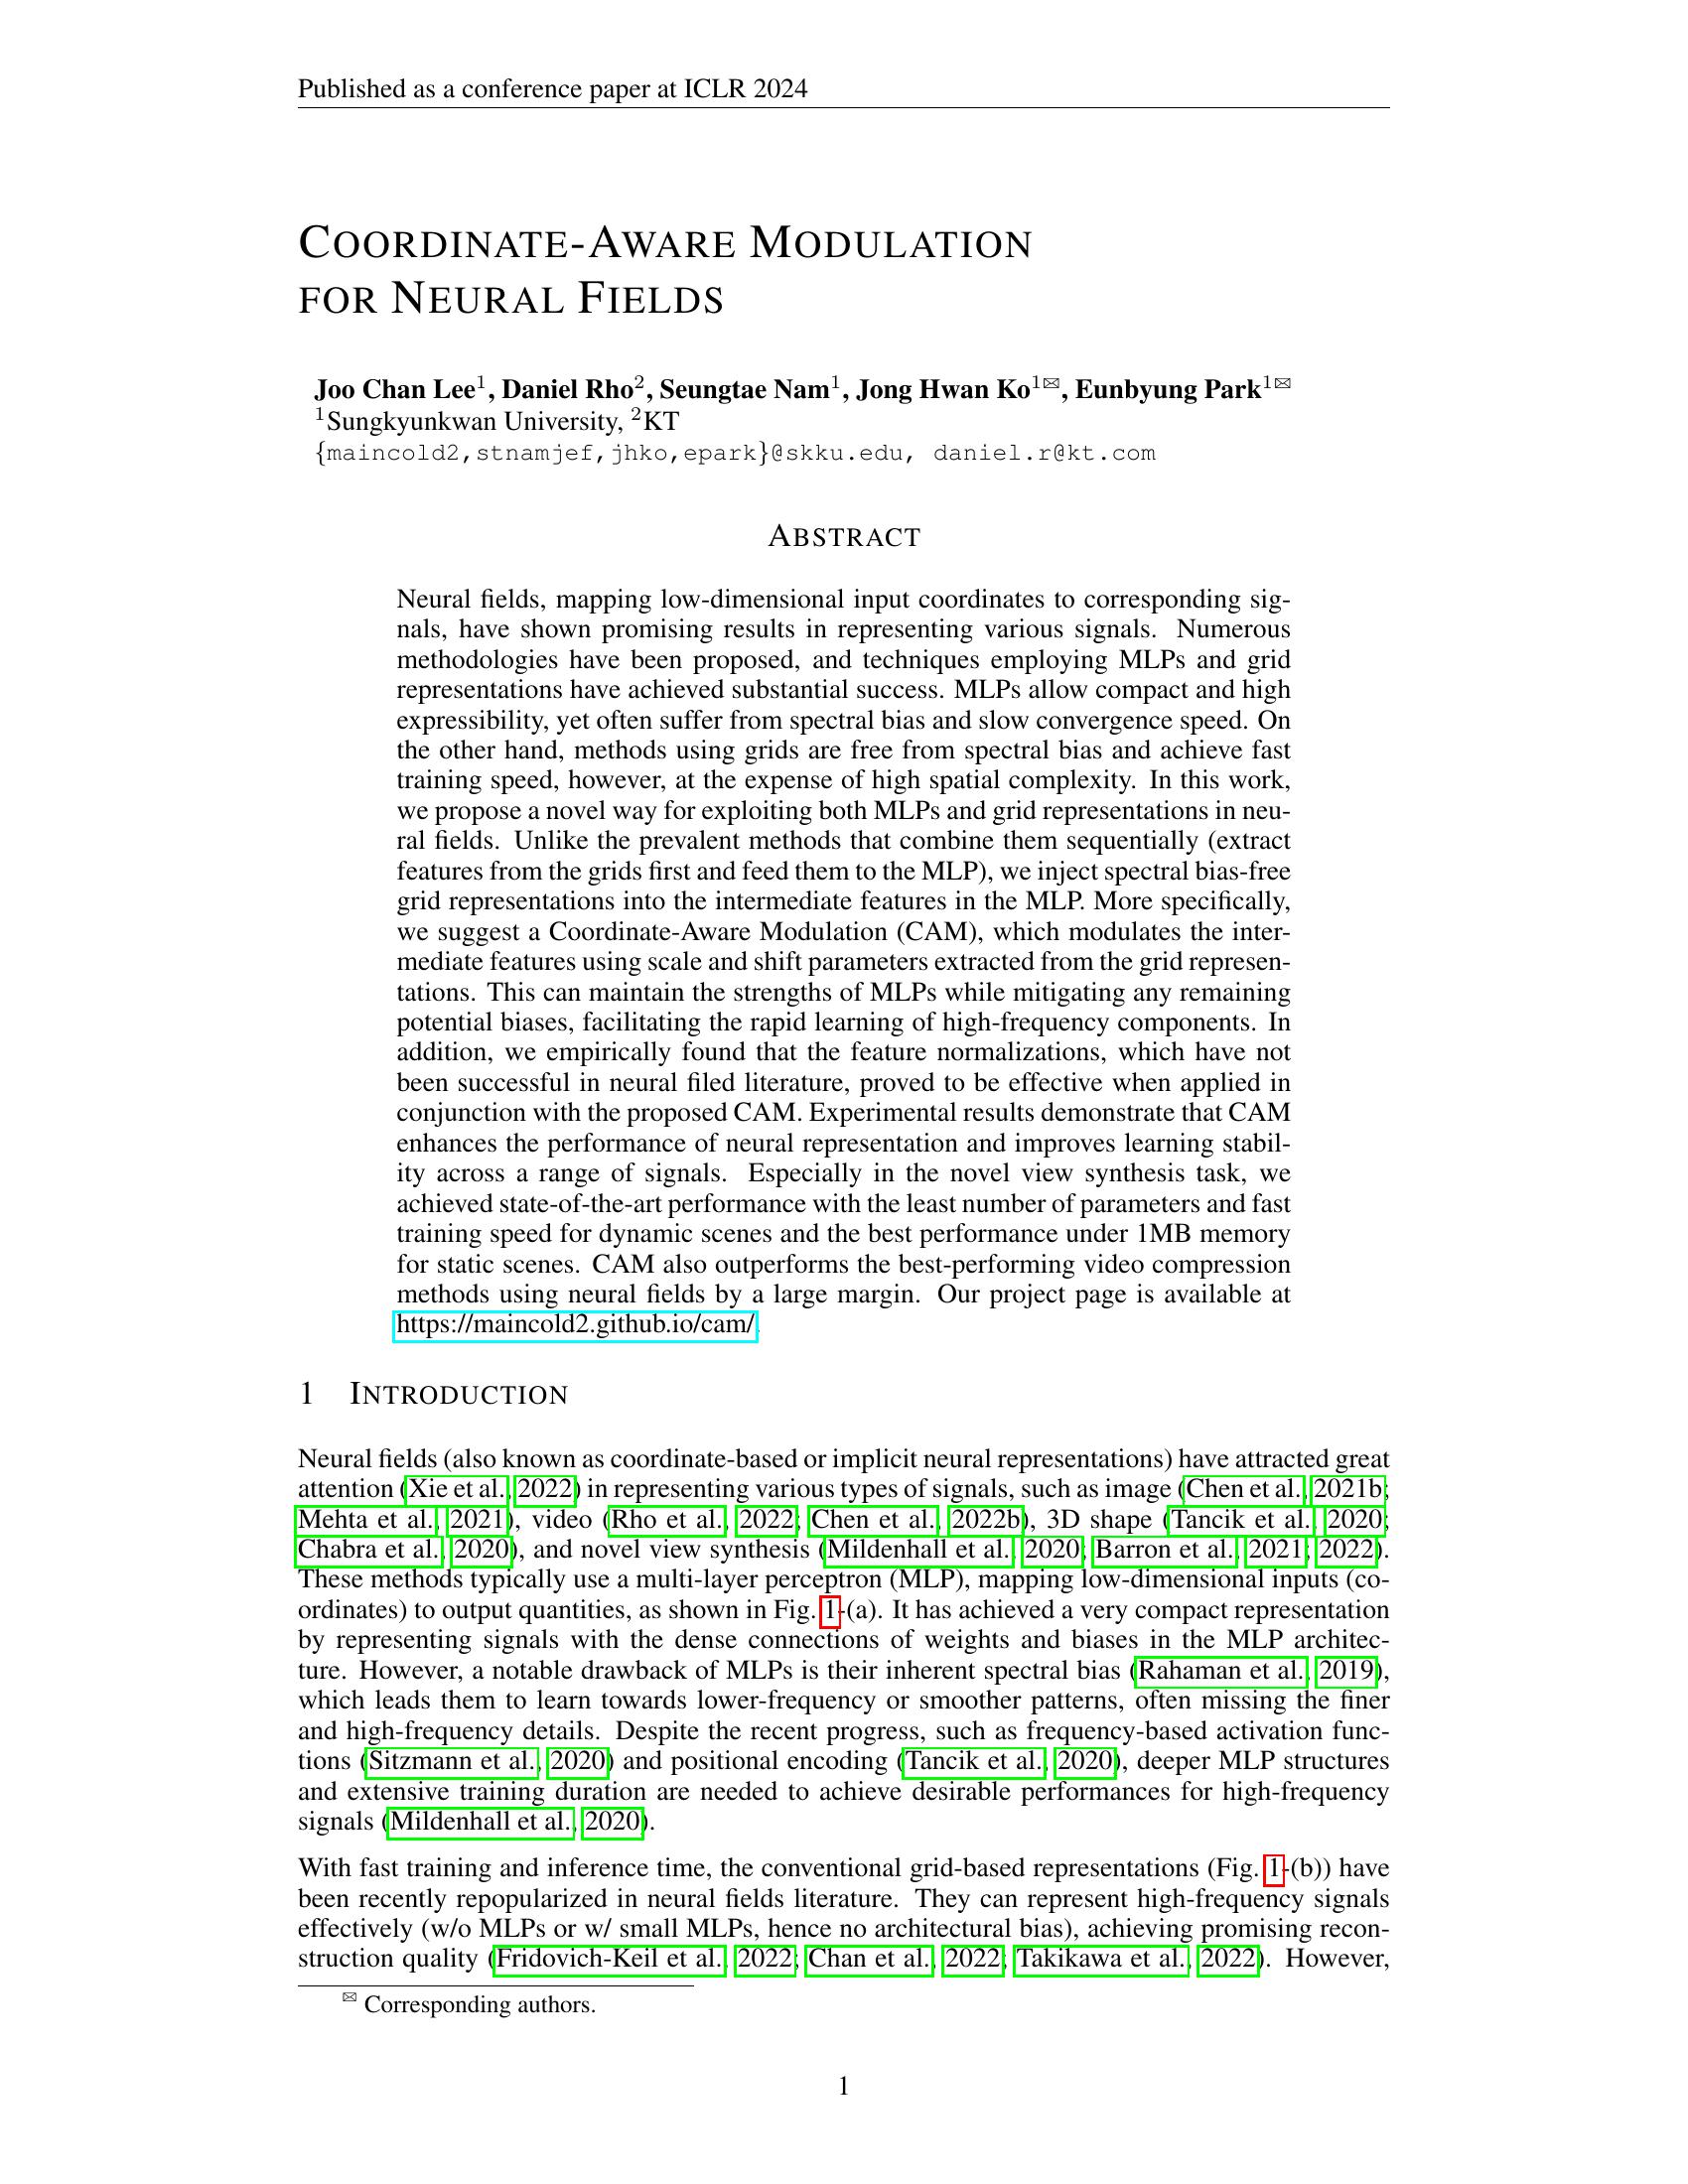 Published as a conference paper at ICLR 2024
COORDINATE-AWARE MODULATION
FOR NEURAL FIELDS
Joo Chan Lee¹, Daniel Rho², Seungtae Nam¹, Jong Hwan Ko¹✉, Eunbyung Park¹✉
¹Sungkyunkwan University, ²KT
{maincold2,stnamjef,jhko,epark}@skku.edu, daniel.r@kt.com
ABSTRACT
Neural fields, mapping low-dimensional input coordinates to corresponding sig-
nals, have shown promising results in representing various signals. Numerous
methodologies have been proposed, and techniques employing MLPs and grid
representations have achieved substantial success. MLPs allow compact and high
expressibility, yet often suffer from spectral bias and slow convergence speed. On
the other hand, methods using grids are free from spectral bias and achieve fast
training speed, however, at the expense of high spatial complexity. In this work,
we propose a novel way for exploiting both MLPs and grid representations in neu-
ral fields. Unlike the prevalent methods that combine them sequentially (extract
features from the grids first and feed them to the MLP), we inject spectral bias-free
grid representations into the intermediate features in the MLP. More specifically,
we suggest a Coordinate-Aware Modulation (CAM), which modulates the inter-
mediate features using scale and shift parameters extracted from the grid represen-
tations. This can maintain the strengths of MLPs while mitigating any remaining
potential biases, facilitating the rapid learning of high-frequency components. In
addition, we empirically found that the feature normalizations, which have not
been successful in neural filed literature, proved to be effective when applied in
conjunction with the proposed CAM. Experimental results demonstrate that CAM
enhances the performance of neural representation and improves learning stabil-
ity across a range of signals. Especially in the novel view synthesis task, we
achieved state-of-the-art performance with the least number of parameters and fast
training speed for dynamic scenes and the best performance under 1MB memory
for static scenes. CAM also outperforms the best-performing video compression
methods using neural fields by a large margin. Our project page is available at
https://maincold2.github.io/cam/.
1 INTRODUCTION
Neural fields (also known as coordinate-based or implicit neural representations) have attracted great
attention (Xie et al., 2022) in representing various types of signals, such as image (Chen et al., 2021b;
Mehta et al., 2021), video (Rho et al., 2022; Chen et al., 2022b), 3D shape (Tancik et al., 2020;
Chabra et al., 2020), and novel view synthesis (Mildenhall et al., 2020; Barron et al., 2021; 2022).
These methods typically use a multi-layer perceptron (MLP), mapping low-dimensional inputs (co-
ordinates) to output quantities, as shown in Fig. 1-(a). It has achieved a very compact representation
by representing signals with the dense connections of weights and biases in the MLP architec-
ture. However, a notable drawback of MLPs is their inherent spectral bias (Rahaman et al., 2019),
which leads them to learn towards lower-frequency or smoother patterns, often missing the finer
and high-frequency details. Despite the recent progress, such as frequency-based activation func-
tions (Sitzmann et al., 2020) and positional encoding (Tancik et al., 2020), deeper MLP structures
and extensive training duration are needed to achieve desirable performances for high-frequency
signals (Mildenhall et al., 2020).
With fast training and inference time, the conventional grid-based representations (Fig. 1-(b)) have
been recently repopularized in neural fields literature. They can represent high-frequency signals
effectively (w/o MLPs or w/ small MLPs, hence no architectural bias), achieving promising recon-
struction quality (Fridovich-Keil et al., 2022; Chan et al., 2022; Takikawa et al., 2022). However,
✉ Corresponding authors.
1